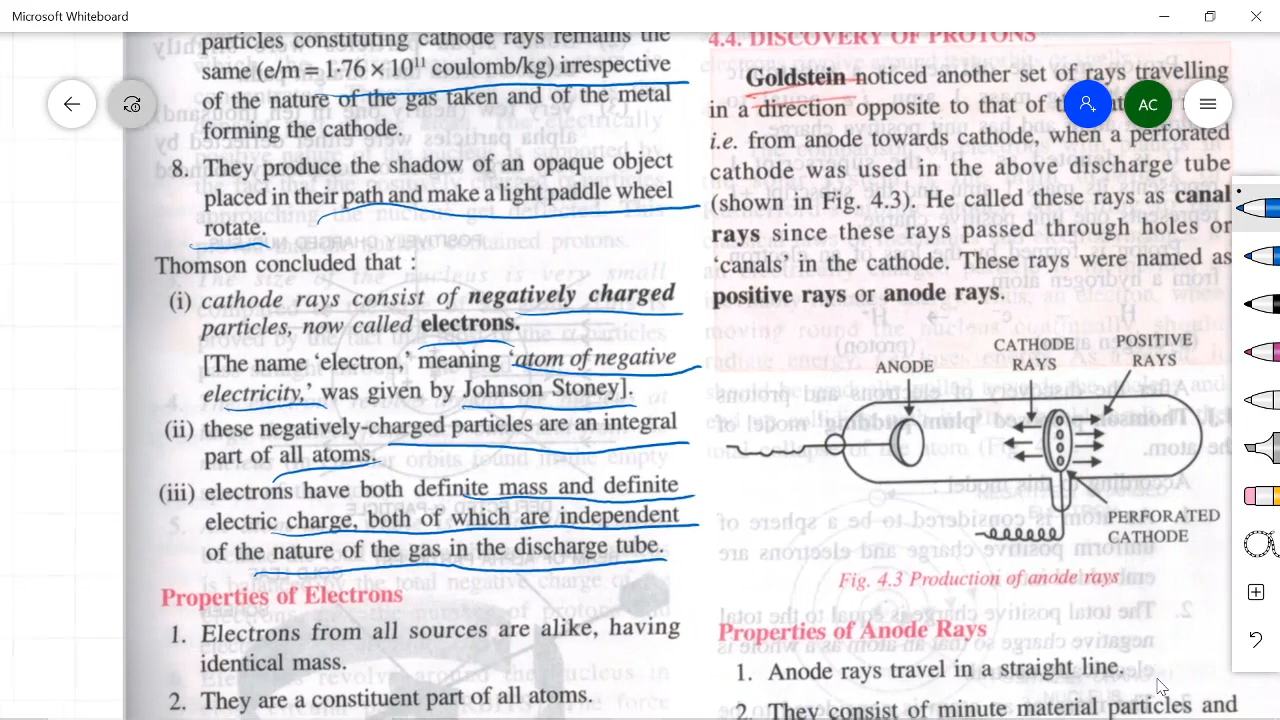 Microsoft Whiteboard
particles constituting cathode rays remains the
same (e/m = 1·76 × 10¹¹ coulomb/kg) irrespective
of the nature of the gas taken and of the metal
forming the cathode.
8. They produce the shadow of an opaque object
placed in their path and make a light paddle wheel
rotate.
Thomson concluded that :
(i) cathode rays consist of negatively charged
particles, now called electrons.
[The name ‘electron,’ meaning ‘atom of negative
electricity,’ was given by Johnson Stoney].
(ii) these negatively-charged particles are an integral
part of all atoms.
(iii) electrons have both definite mass and definite
electric charge, both of which are independent
of the nature of the gas in the discharge tube.
Properties of Electrons
1. Electrons from all sources are alike, having
identical mass.
2. They are a constituent part of all atoms.
4.4. DISCOVERY OF PROTONS
Goldstein noticed another set of rays travelling
in a direction opposite to that of
i.e. from anode towards cathode, when a perforated
cathode was used in the above discharge tube
(shown in Fig. 4.3). He called these rays as canal
rays since these rays passed through holes or
‘canals’ in the cathode. These rays were named as
positive rays or anode rays.
ANODE
CATHODE
RAYS
POSITIVE
RAYS
PERFORATED
CATHODE
Fig. 4.3 Production of anode rays
Properties of Anode Rays
1. Anode rays travel in a straight line.
2. They consist of minute material particles and
AC